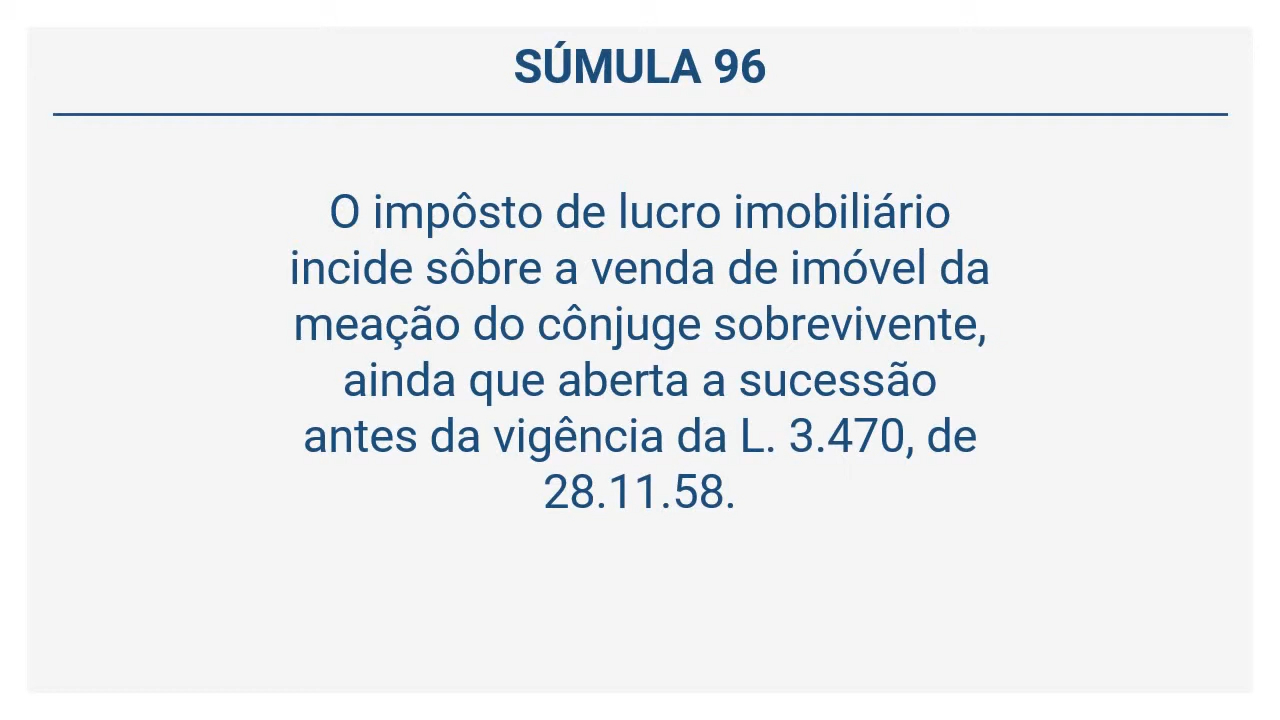 SÚMULA 96
O impôsto de lucro imobiliário
incide sôbre a venda de imóvel da
meação do cônjuge sobrevivente,
ainda que aberta a sucessão
antes da vigência da L. 3.470, de
28.11.58.